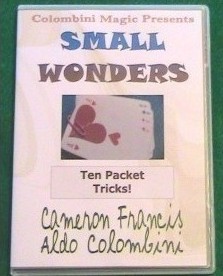 Colombini Magic Presents
SMALL
WONDERS
Ten Packet
Tricks!
Cameron Francis
Aldo Colombini